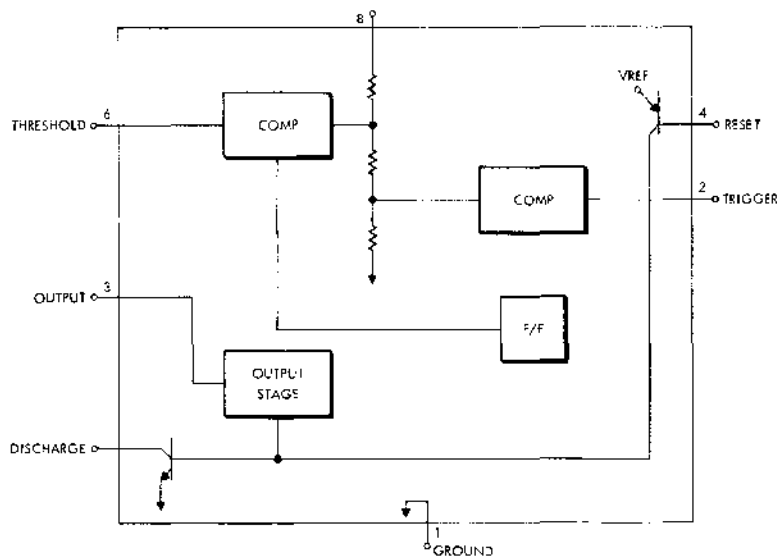 8
VREF
6
THRESHOLD
COMP
4
RESET
COMP
2
TRIGGER
3
OUTPUT
F/F
OUTPUT
STAGE
DISCHARGE
1
GROUND